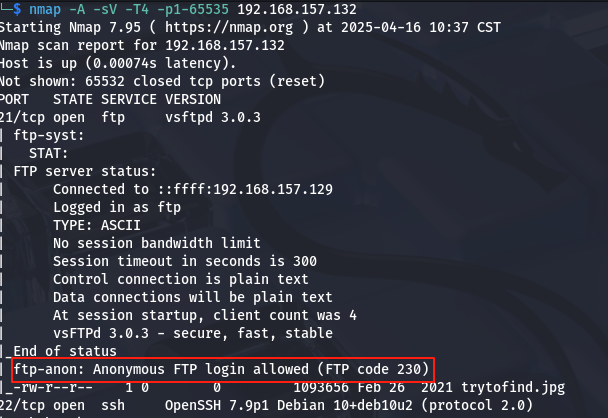 └─$ nmap -A -sV -T4 -p1-65535 192.168.157.132
Starting Nmap 7.95 ( https://nmap.org ) at 2025-04-16 10:37 CST
Nmap scan report for 192.168.157.132
Host is up (0.00074s latency).
Not shown: 65532 closed tcp ports (reset)
PORT   STATE SERVICE VERSION
21/tcp open  ftp     vsftpd 3.0.3
| ftp-syst:
|   STAT:
| FTP server status:
|      Connected to ::ffff:192.168.157.129
|      Logged in as ftp
|      TYPE: ASCII
|      No session bandwidth limit
|      Session timeout in seconds is 300
|      Control connection is plain text
|      Data connections will be plain text
|      At session startup, client count was 4
|      vsFTPd 3.0.3 - secure, fast, stable
|_End of status
| ftp-anon: Anonymous FTP login allowed (FTP code 230)
|_-rw-r--r--    1 0        0         1093656 Feb 26  2021 trytofind.jpg
22/tcp open  ssh     OpenSSH 7.9p1 Debian 10+deb10u2 (protocol 2.0)